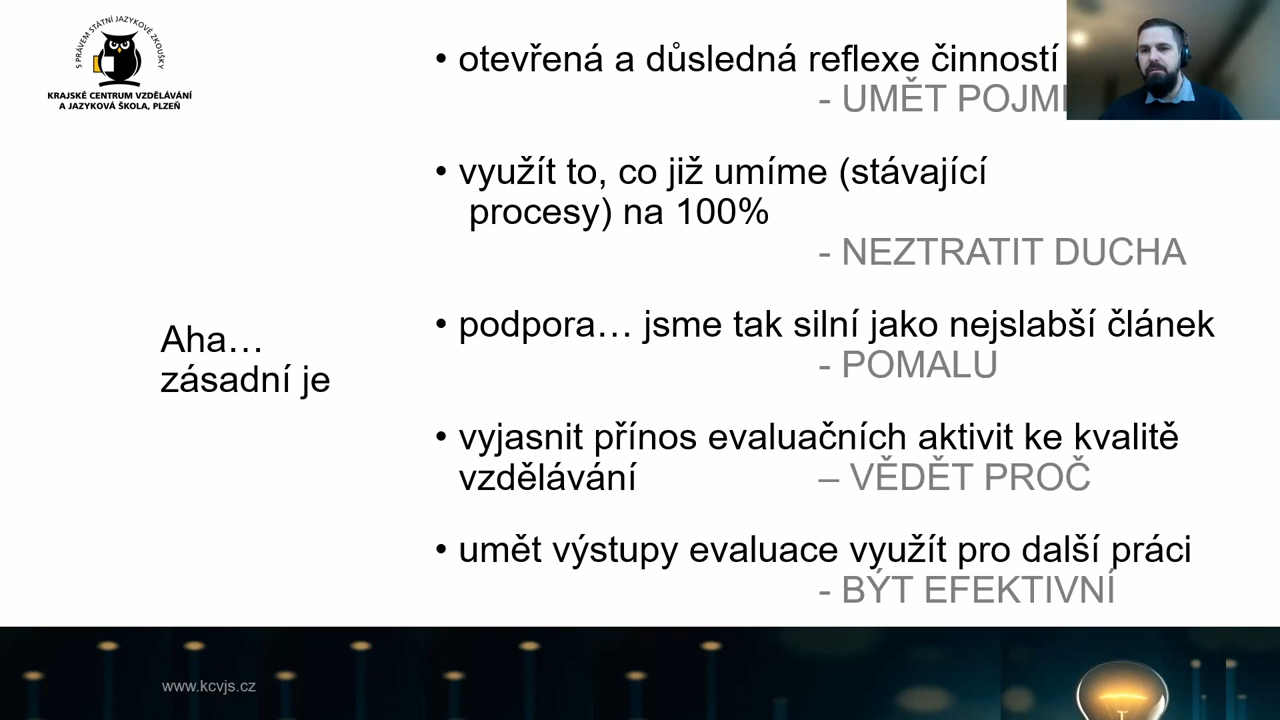 S PRÁVEM STÁTNÍ JAZYKOVÉ ZKOUŠKY
KRAJSKÉ CENTRUM VZDĚLÁVÁNÍ
A JAZYKOVÁ ŠKOLA, PLZEŇ
Aha…
zásadní je
• otevřená a důsledná reflexe činností
- UMĚT
• využít to, co již umíme (stávající
procesy) na 100%
- NEZTRATIT DUCHA
• podpora… jsme tak silní jako nejslabší článek
- POMALU
• vyjasnit přínos evaluačních aktivit ke kvalitě
vzdělávání – VĚDĚT PROČ
• umět výstupy evaluace využít pro další práci
- BÝT EFEKTIVNÍ
www.kcvjs.cz